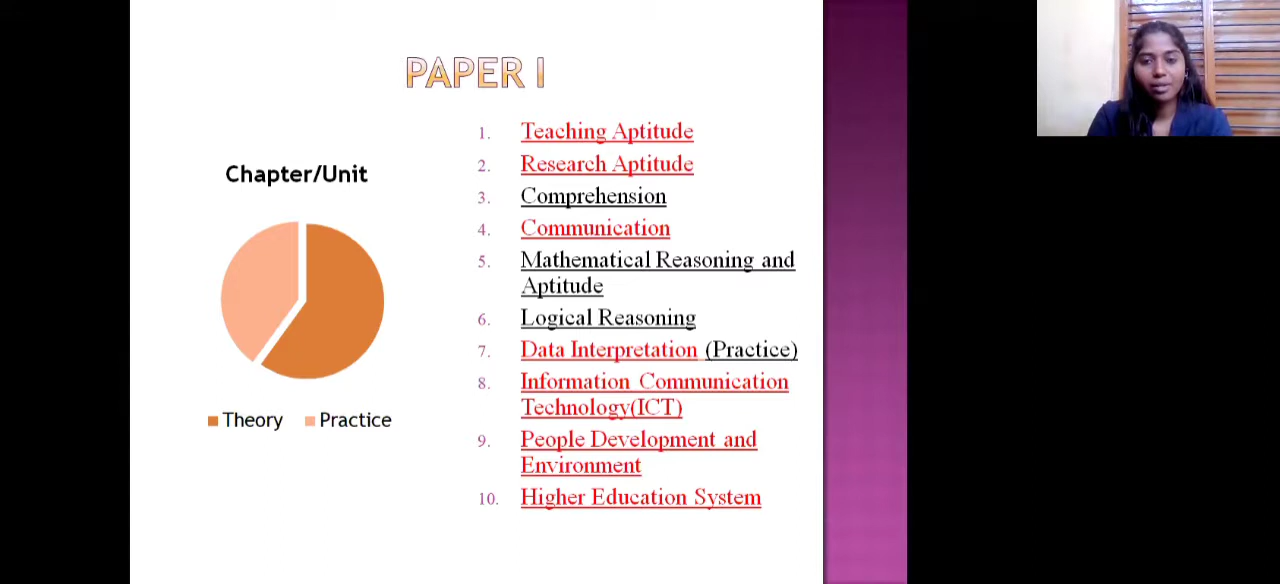 PAPER I
Chapter/Unit
Theory Practice
1. Teaching Aptitude
2. Research Aptitude
3. Comprehension
4. Communication
5. Mathematical Reasoning and
Aptitude
6. Logical Reasoning
7. Data Interpretation (Practice)
8. Information Communication
Technology(ICT)
9. People Development and
Environment
10. Higher Education System